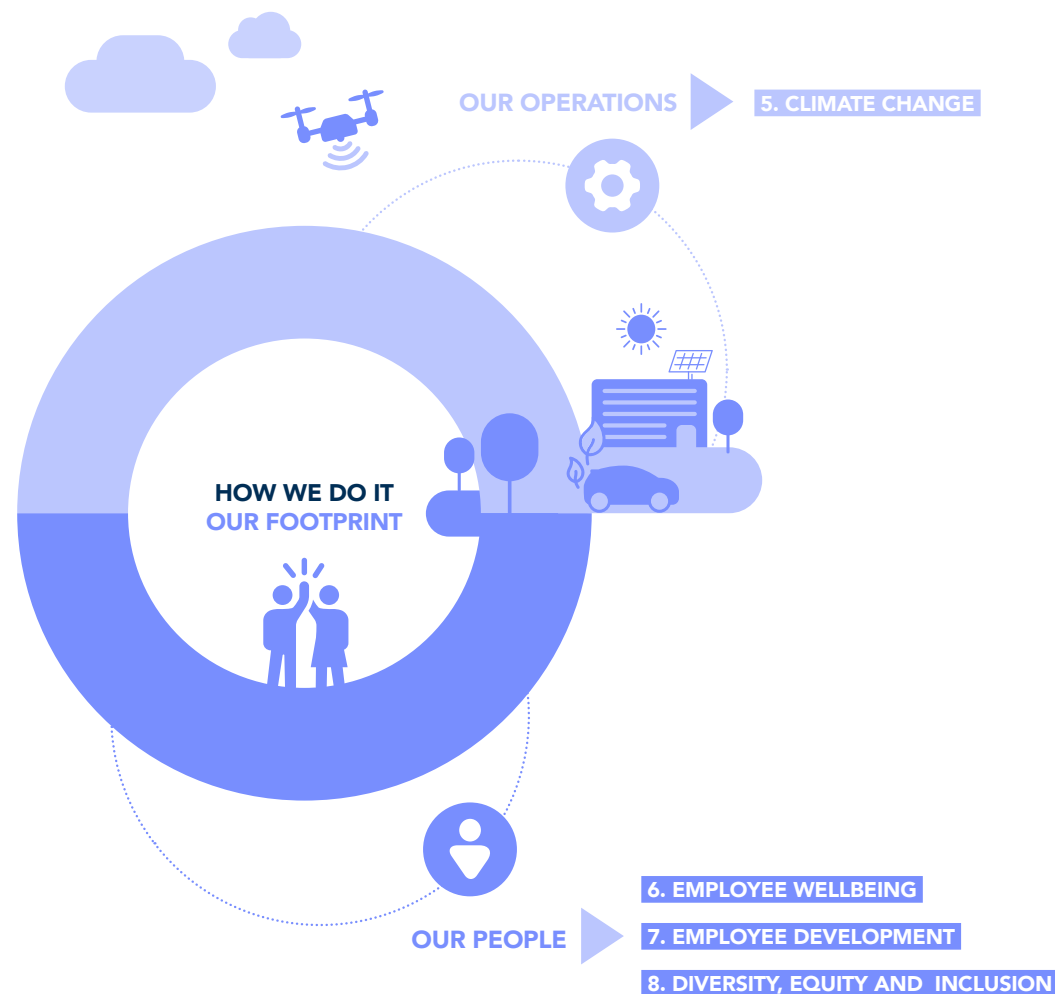 OUR OPERATIONS
5. CLIMATE CHANGE
HOW WE DO IT
OUR FOOTPRINT
6. EMPLOYEE WELLBEING
OUR PEOPLE
7. EMPLOYEE DEVELOPMENT
8. DIVERSITY, EQUITY AND INCLUSION